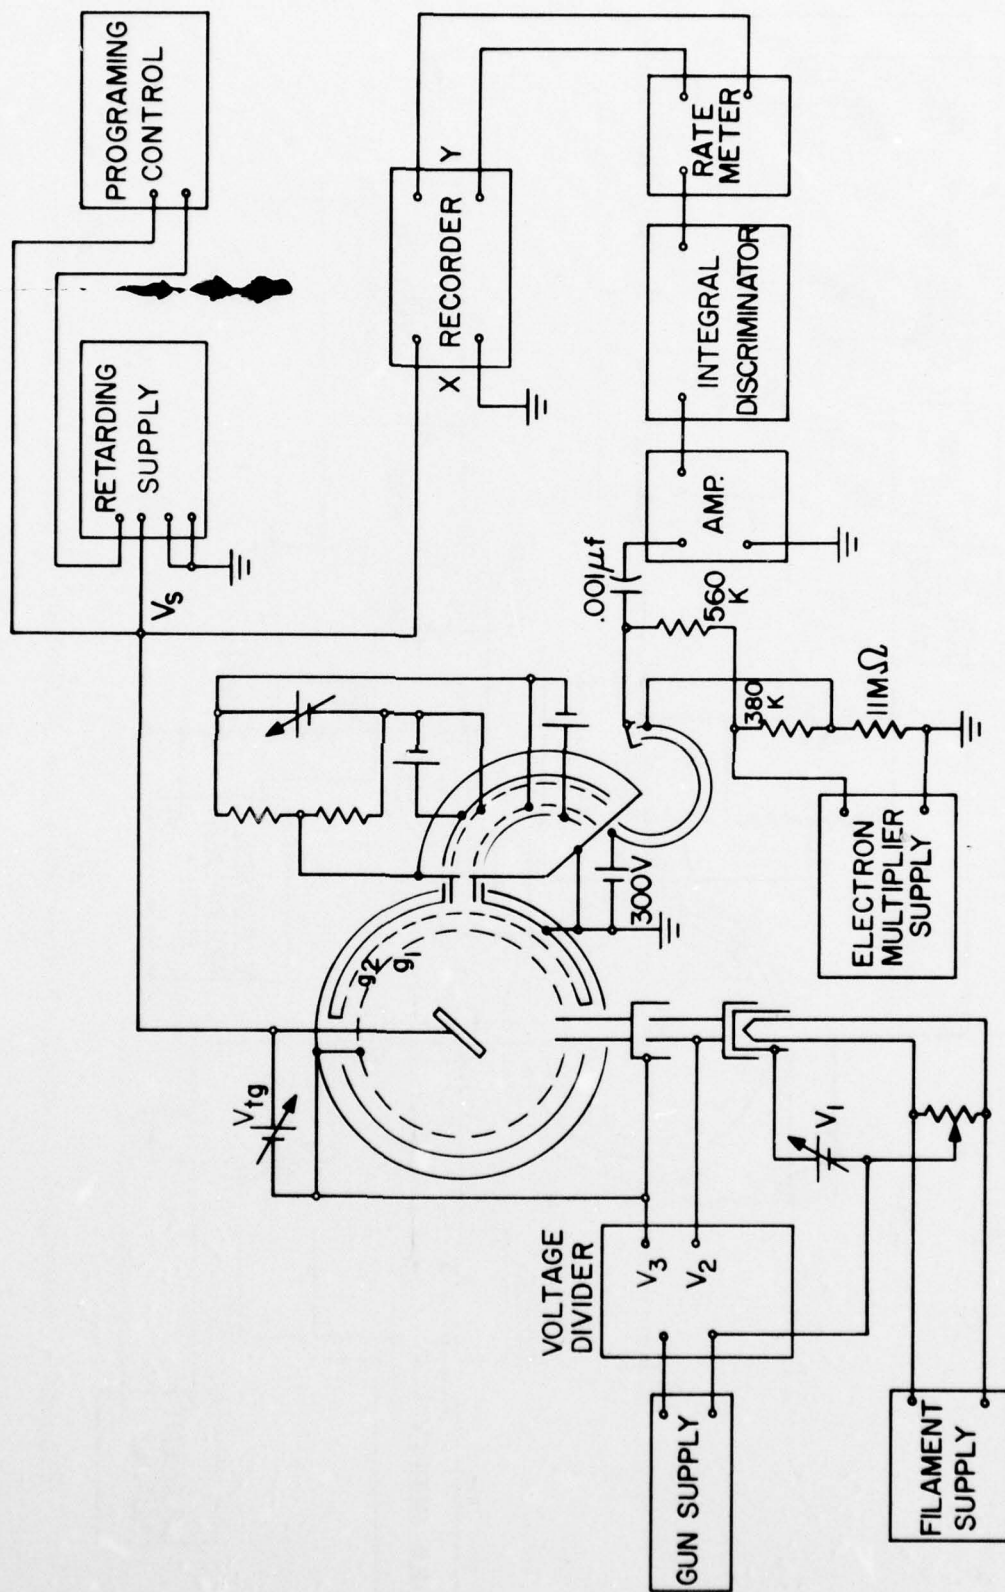 PROGRAMING
CONTROL
RETARDING
SUPPLY
Vs
X RECORDER Y
RATE
METER
INTEGRAL
DISCRIMINATOR
AMP.
.001μf
560
K
380
K
11MΩ
ELECTRON
MULTIPLIER
SUPPLY
300V
g2
g1
Vtg
V1
VOLTAGE
DIVIDER
V3
V2
GUN SUPPLY
FILAMENT
SUPPLY